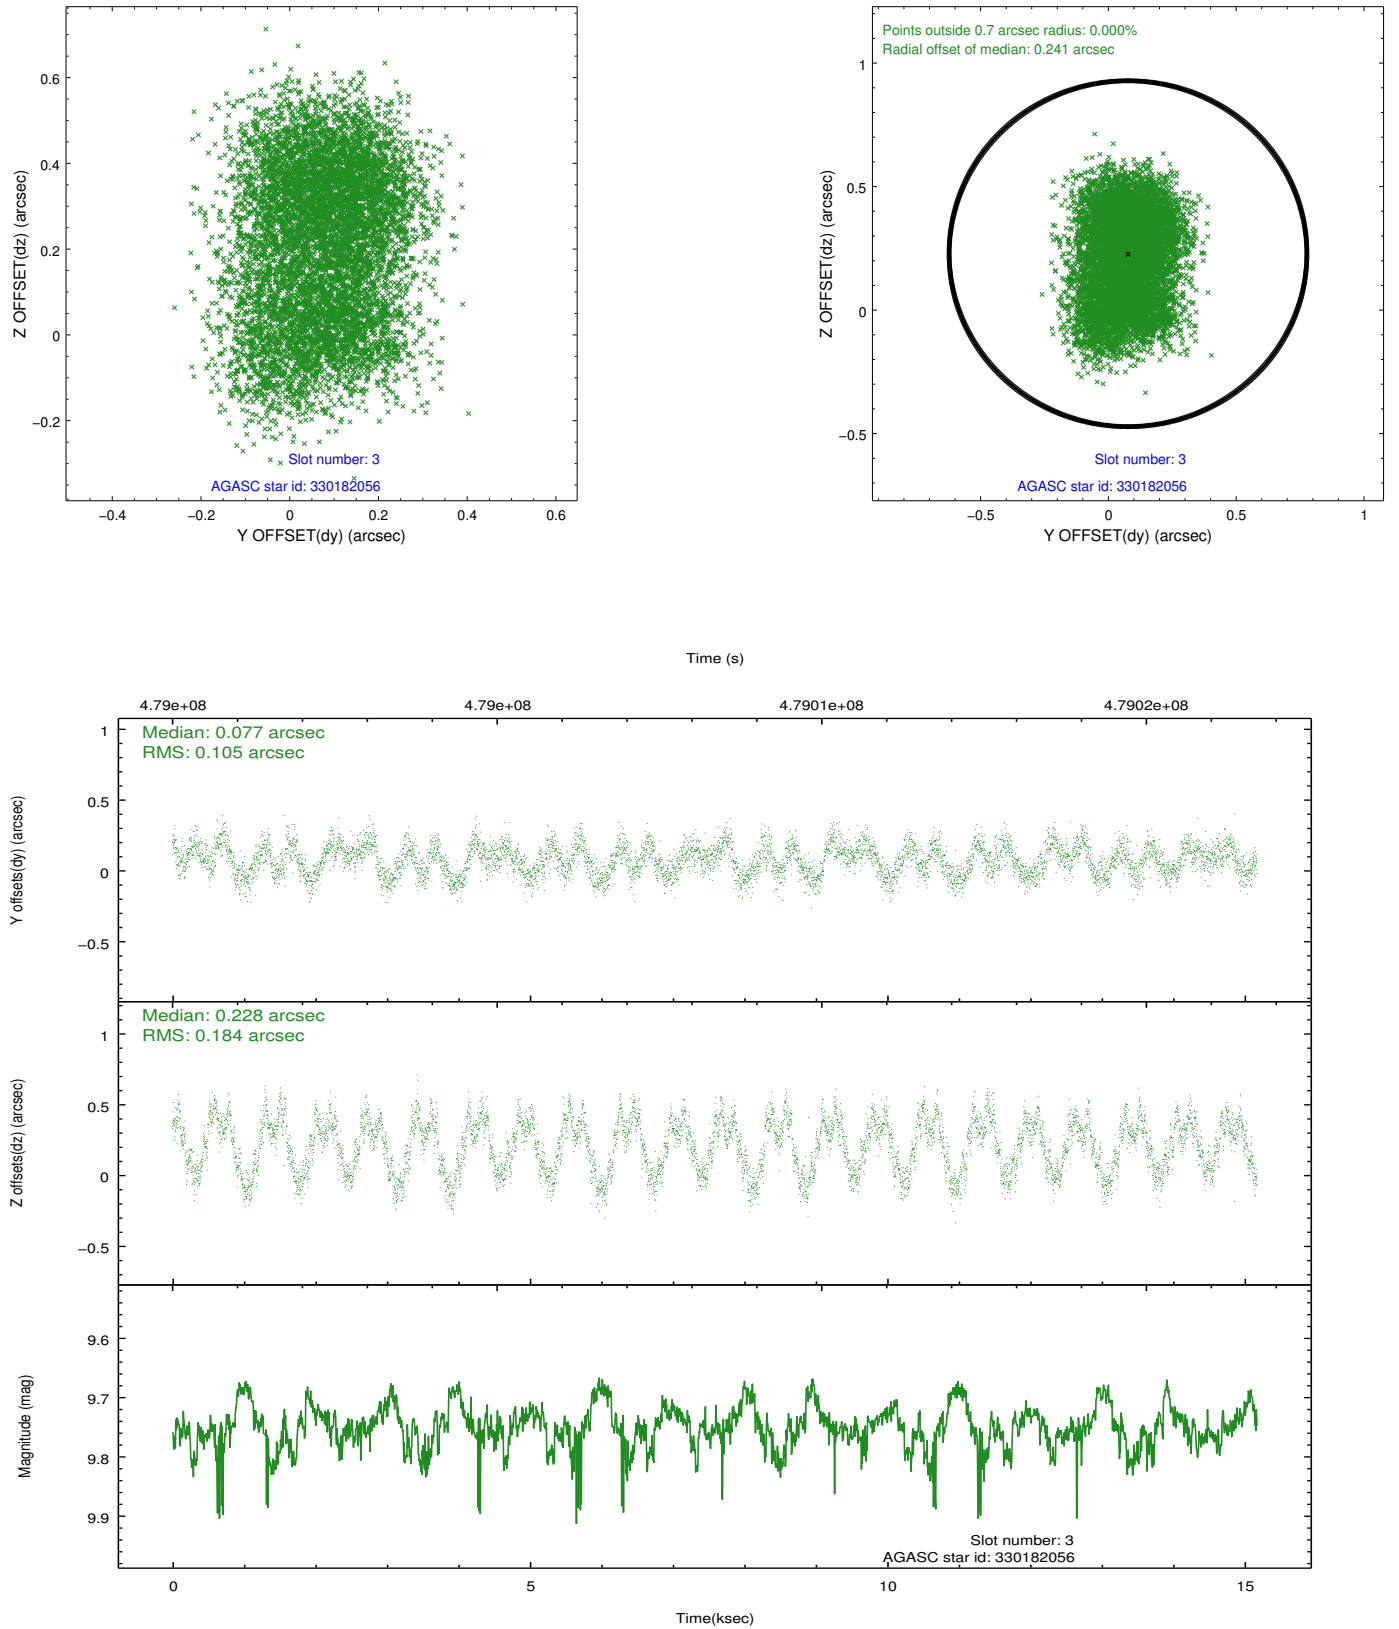 0.6
0.4
0.2
0
−0.2
Z OFFSET(dz) (arcsec)
Slot number: 3
AGASC star id: 330182056
−0.4 −0.2 0 0.2 0.4 0.6
Y OFFSET(dy) (arcsec)
Points outside 0.7 arcsec radius: 0.000%
Radial offset of median: 0.241 arcsec
1
0.5
0
−0.5
Z OFFSET(dz) (arcsec)
Slot number: 3
AGASC star id: 330182056
−0.5 0 0.5 1
Y OFFSET(dy) (arcsec)
Time (s)
4.79e+08 4.79e+08 4.7901e+08 4.7902e+08
Median: 0.077 arcsec
RMS: 0.105 arcsec
1
0.5
0
−0.5
Y offsets(dy) (arcsec)
Median: 0.228 arcsec
RMS: 0.184 arcsec
1
0.5
0
−0.5
Z offsets(dz) (arcsec)
9.6
9.7
9.8
9.9
Magnitude (mag)
Slot number: 3
AGASC star id: 330182056
0 5 10 15
Time(ksec)